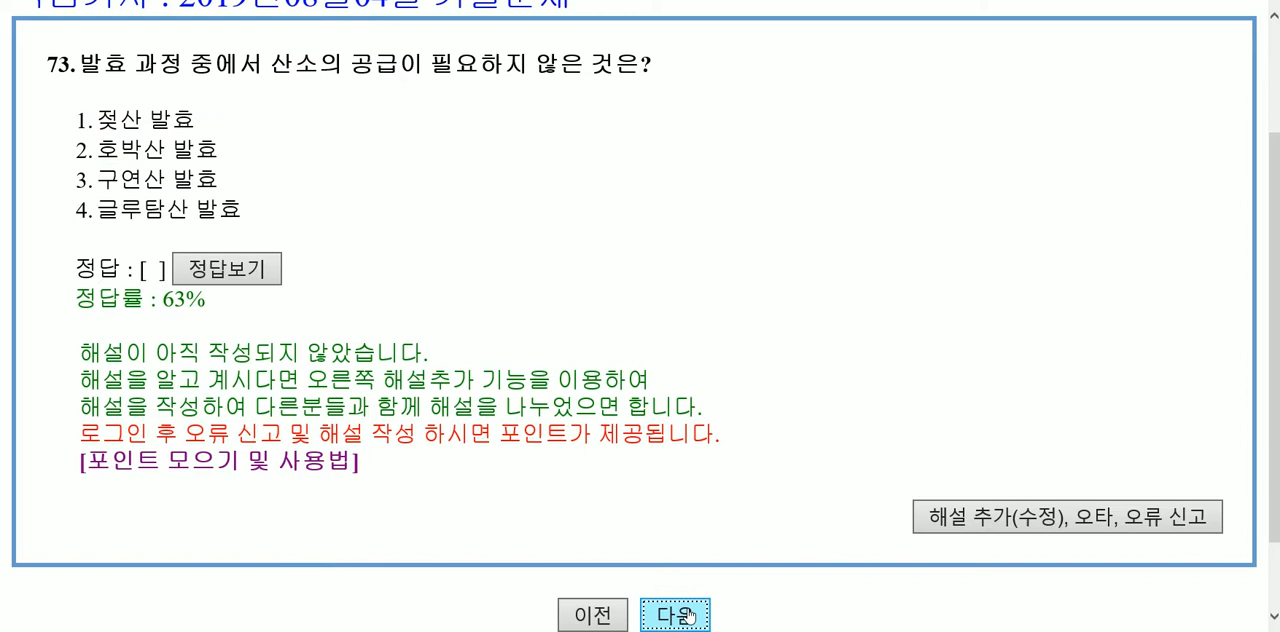 73. 발효 과정 중에서 산소의 공급이 필요하지 않은 것은?
1. 젖산 발효
2. 호박산 발효
3. 구연산 발효
4. 글루탐산 발효
정답 : [ ] 정답보기
정답률 : 63%
해설이 아직 작성되지 않았습니다.
해설을 알고 계시다면 오른쪽 해설추가 기능을 이용하여
해설을 작성하여 다른분들과 함께 해설을 나누었으면 합니다.
로그인 후 오류 신고 및 해설 작성 하시면 포인트가 제공됩니다.
[포인트 모으기 및 사용법]
해설 추가(수정), 오타, 오류 신고
이전 다음